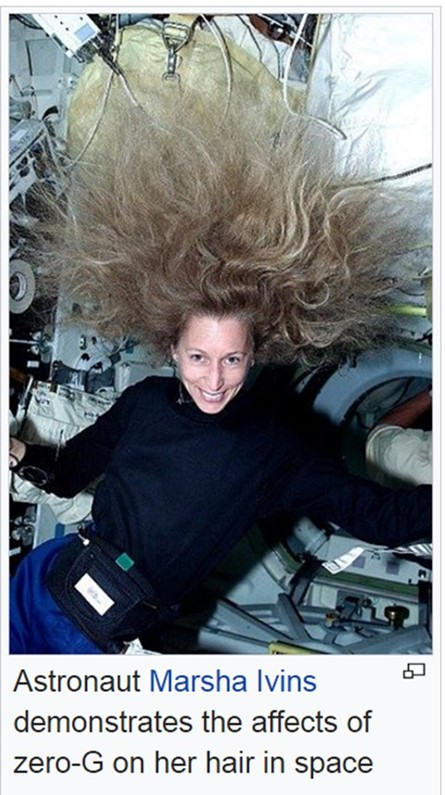 Astronaut Marsha Ivins
demonstrates the affects of
zero-G on her hair in space